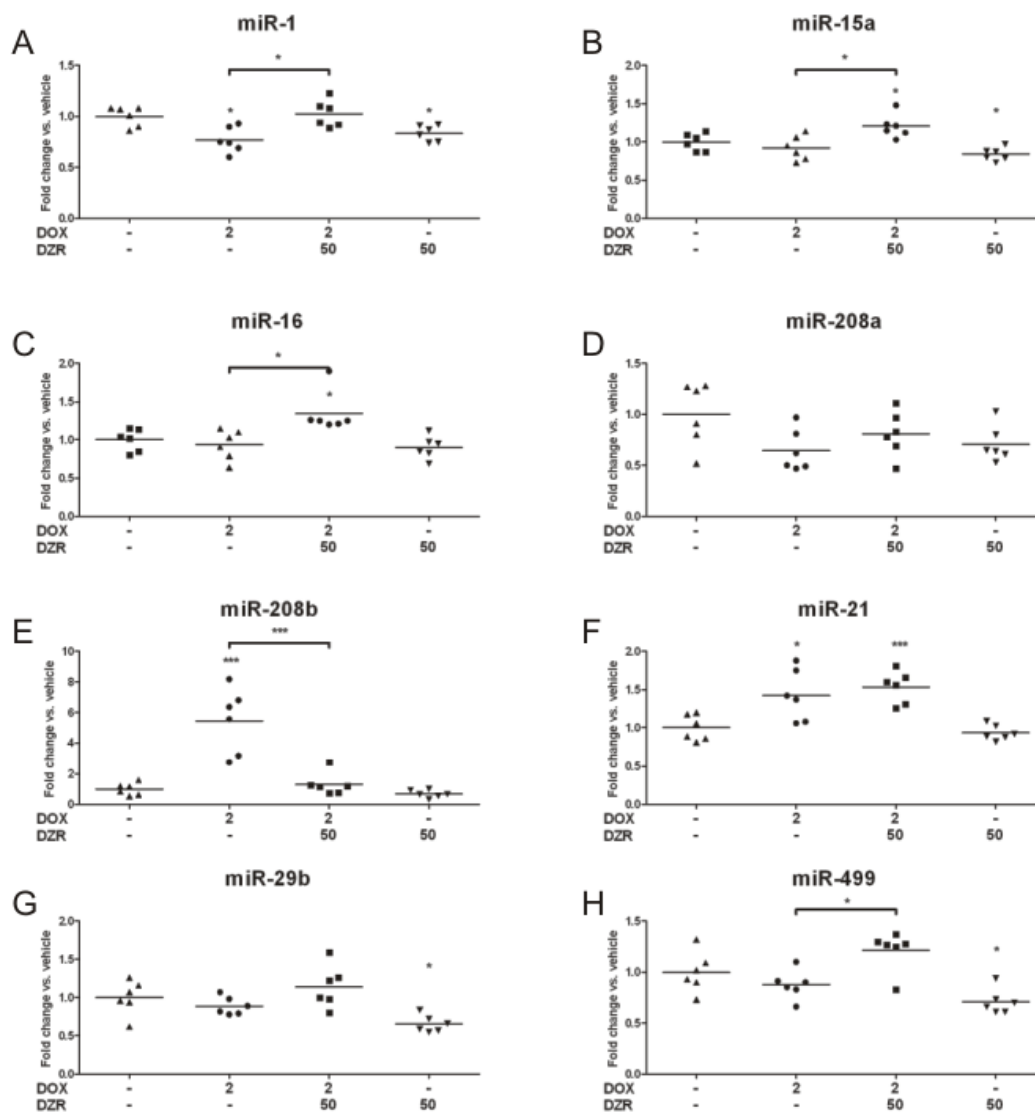 A
miR-1
Fold change vs. vehicle
1.5
1.0
0.5
0.0
*
*
*
DOX - 2 2 -
DZR - - 50 50
B
miR-15a
Fold change vs. vehicle
2.0
1.5
1.0
0.5
0.0
*
*
*
DOX - 2 2 -
DZR - - 50 50
C
miR-16
Fold change vs. vehicle
2.0
1.5
1.0
0.5
0.0
*
*
DOX - 2 2 -
DZR - - 50 50
D
miR-208a
Fold change vs. vehicle
1.5
1.0
0.5
0.0
DOX - 2 2 -
DZR - - 50 50
E
miR-208b
Fold change vs. vehicle
10
8
6
4
2
0
***
***
DOX - 2 2 -
DZR - - 50 50
F
miR-21
Fold change vs. vehicle
2.0
1.5
1.0
0.5
0.0
*
***
DOX - 2 2 -
DZR - - 50 50
G
miR-29b
Fold change vs. vehicle
2.0
1.5
1.0
0.5
0.0
*
DOX - 2 2 -
DZR - - 50 50
H
miR-499
Fold change vs. vehicle
1.5
1.0
0.5
0.0
*
*
DOX - 2 2 -
DZR - - 50 50